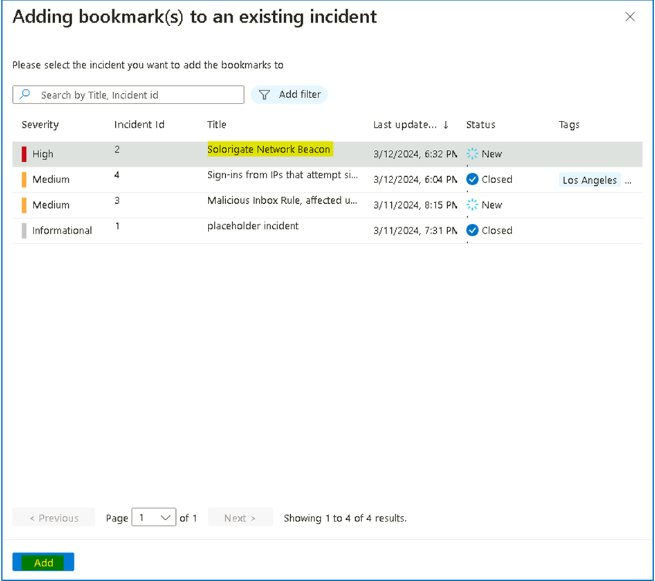 Adding bookmark(s) to an existing incident
Please select the incident you want to add the bookmarks to
Search by Title, Incident id
Add filter
Severity Incident Id Title Last update... ↓ Status Tags
High 2 Solorigate Network Beacon 3/12/2024, 6:32 PM New
Medium 4 Sign-ins from IPs that attempt si... 3/12/2024, 6:04 PM Closed Los Angeles ...
Medium 3 Malicious Inbox Rule, affected u... 3/11/2024, 8:15 PM New
Informational 1 placeholder incident 3/11/2024, 7:31 PM Closed
< Previous Page 1 of 1 Next > Showing 1 to 4 of 4 results.
Add